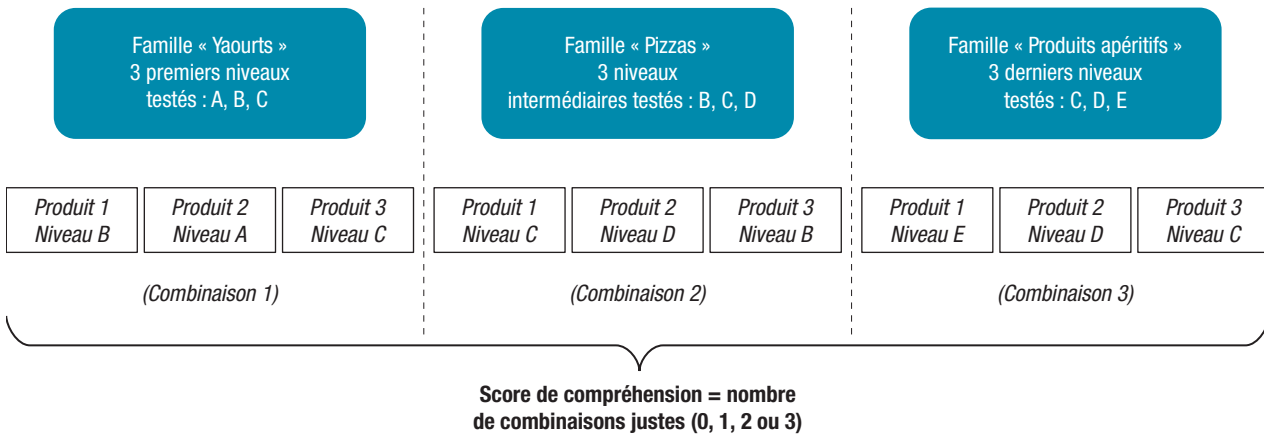 Famille « Yaourts »
3 premiers niveaux
testés : A, B, C
Famille « Pizzas »
3 niveaux
intermédiaires testés : B, C, D
Famille « Produits apéritifs »
3 derniers niveaux
testés : C, D, E
Produit 1
Niveau B
Produit 2
Niveau A
Produit 3
Niveau C
Produit 1
Niveau C
Produit 2
Niveau D
Produit 3
Niveau B
Produit 1
Niveau E
Produit 2
Niveau D
Produit 3
Niveau C
(Combinaison 1)
(Combinaison 2)
(Combinaison 3)
Score de compréhension = nombre
de combinaisons justes (0, 1, 2 ou 3)